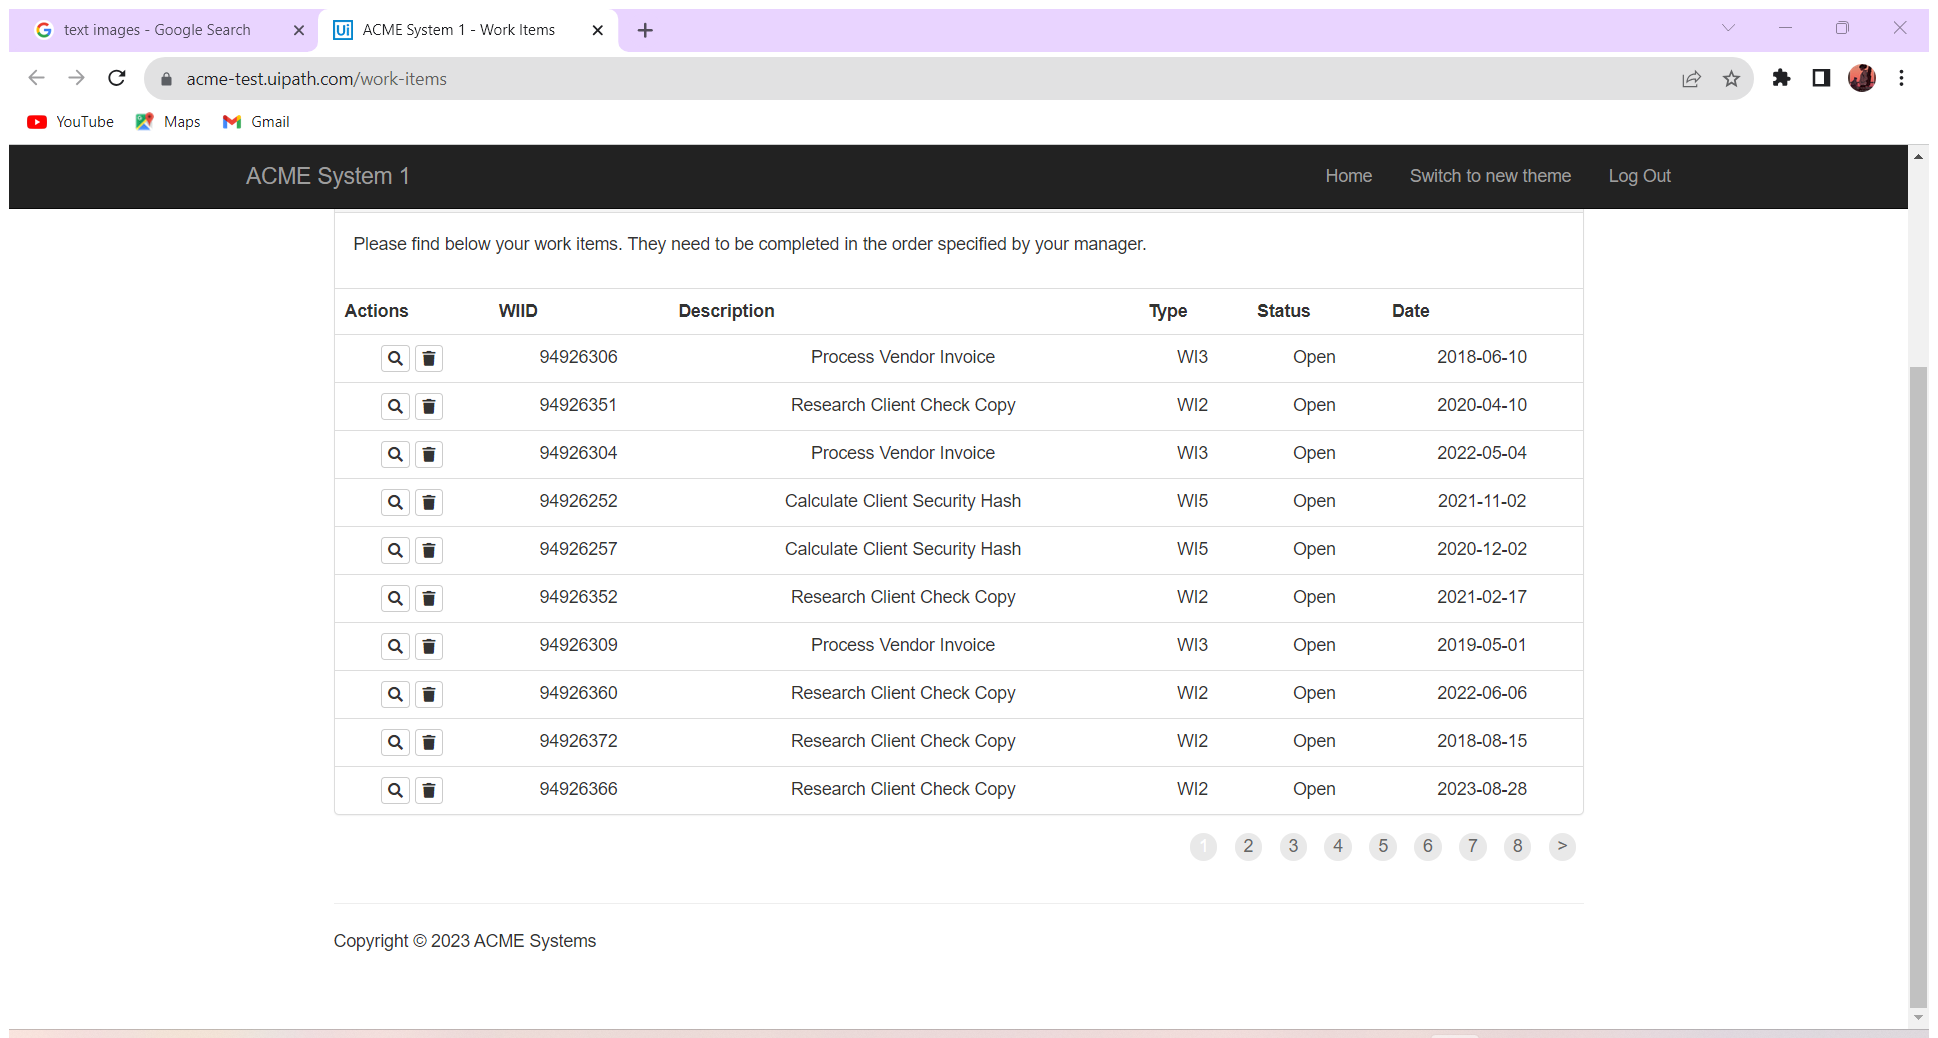 text images - Google Search
Ui ACME System 1 - Work Items
acme-test.uipath.com/work-items
YouTube Maps Gmail
ACME System 1 Home Switch to new theme Log Out
Please find below your work items. They need to be completed in the order specified by your manager.
Actions WIID Description Type Status Date
94926306 Process Vendor Invoice WI3 Open 2018-06-10
94926351 Research Client Check Copy WI2 Open 2020-04-10
94926304 Process Vendor Invoice WI3 Open 2022-05-04
94926252 Calculate Client Security Hash WI5 Open 2021-11-02
94926257 Calculate Client Security Hash WI5 Open 2020-12-02
94926352 Research Client Check Copy WI2 Open 2021-02-17
94926309 Process Vendor Invoice WI3 Open 2019-05-01
94926360 Research Client Check Copy WI2 Open 2022-06-06
94926372 Research Client Check Copy WI2 Open 2018-08-15
94926366 Research Client Check Copy WI2 Open 2023-08-28
1 2 3 4 5 6 7 8 >
Copyright © 2023 ACME Systems